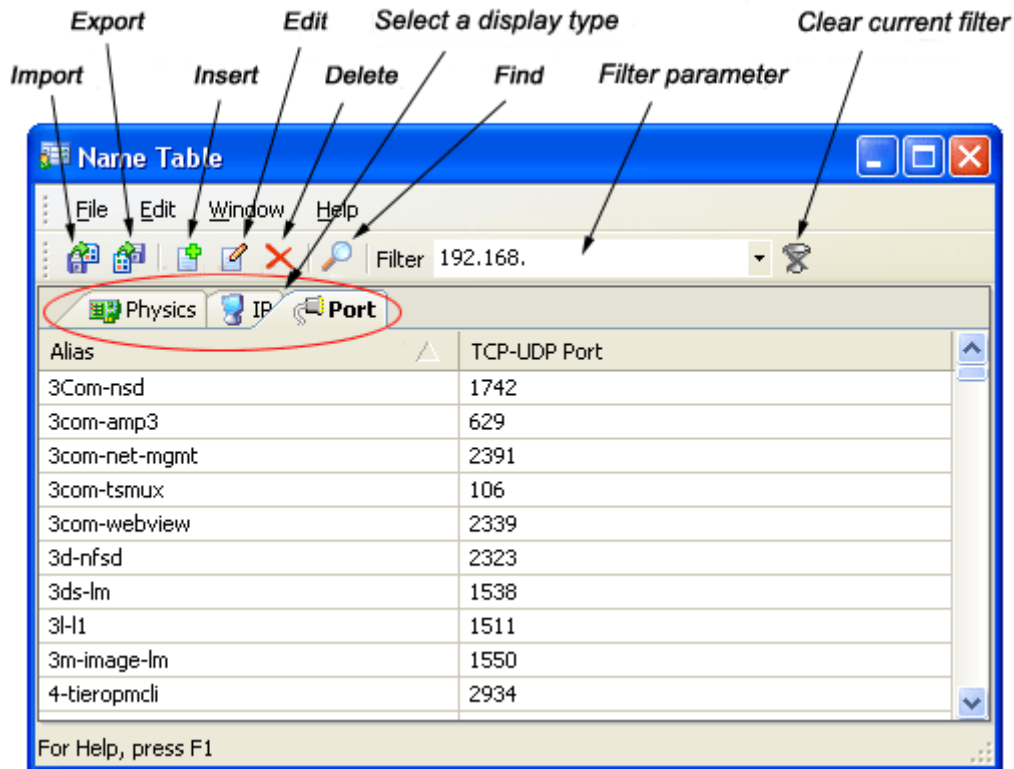 Export Edit Select a display type Clear current filter
Import Insert Delete Find Filter parameter
Name Table
File Edit Window Help
Filter 192.168.
Physics IP Port
Alias TCP-UDP Port
3Com-nsd 1742
3com-amp3 629
3com-net-mgmt 2391
3com-tsmux 106
3com-webview 2339
3d-nfsd 2323
3ds-lm 1538
3l-l1 1511
3m-image-lm 1550
4-tieropmcli 2934
For Help, press F1